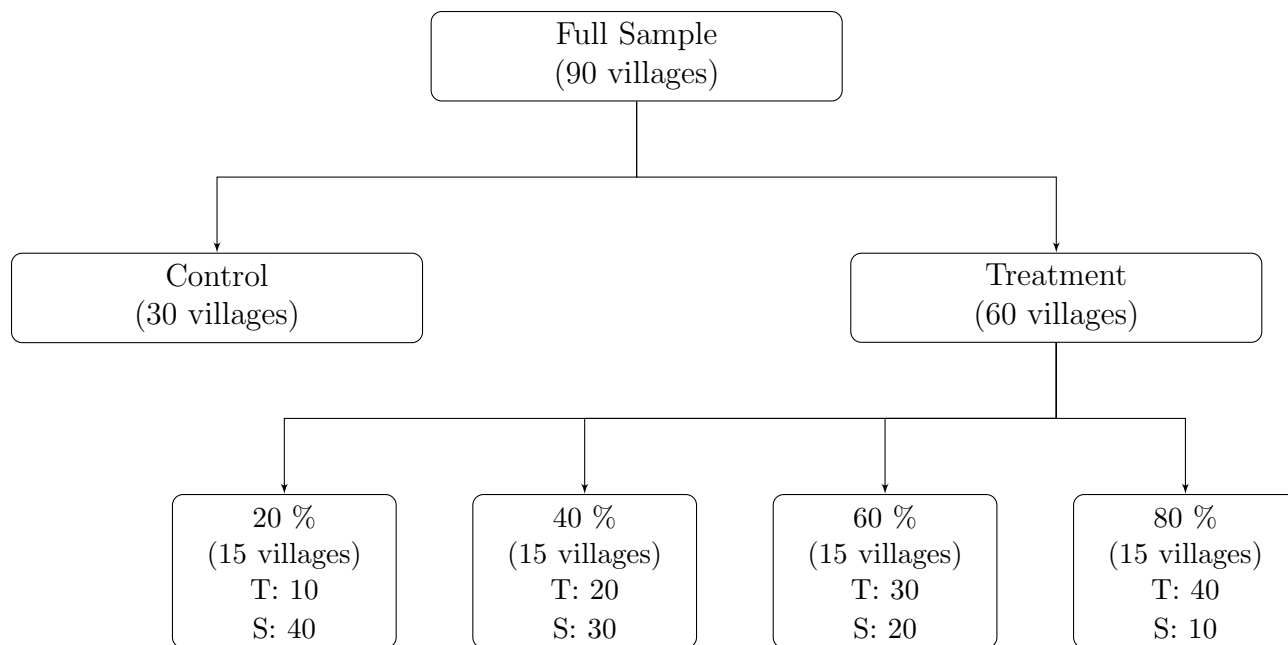 Full Sample
(90 villages)
Control
(30 villages)
Treatment
(60 villages)
20 %
(15 villages)
T: 10
S: 40
40 %
(15 villages)
T: 20
S: 30
60 %
(15 villages)
T: 30
S: 20
80 %
(15 villages)
T: 40
S: 10